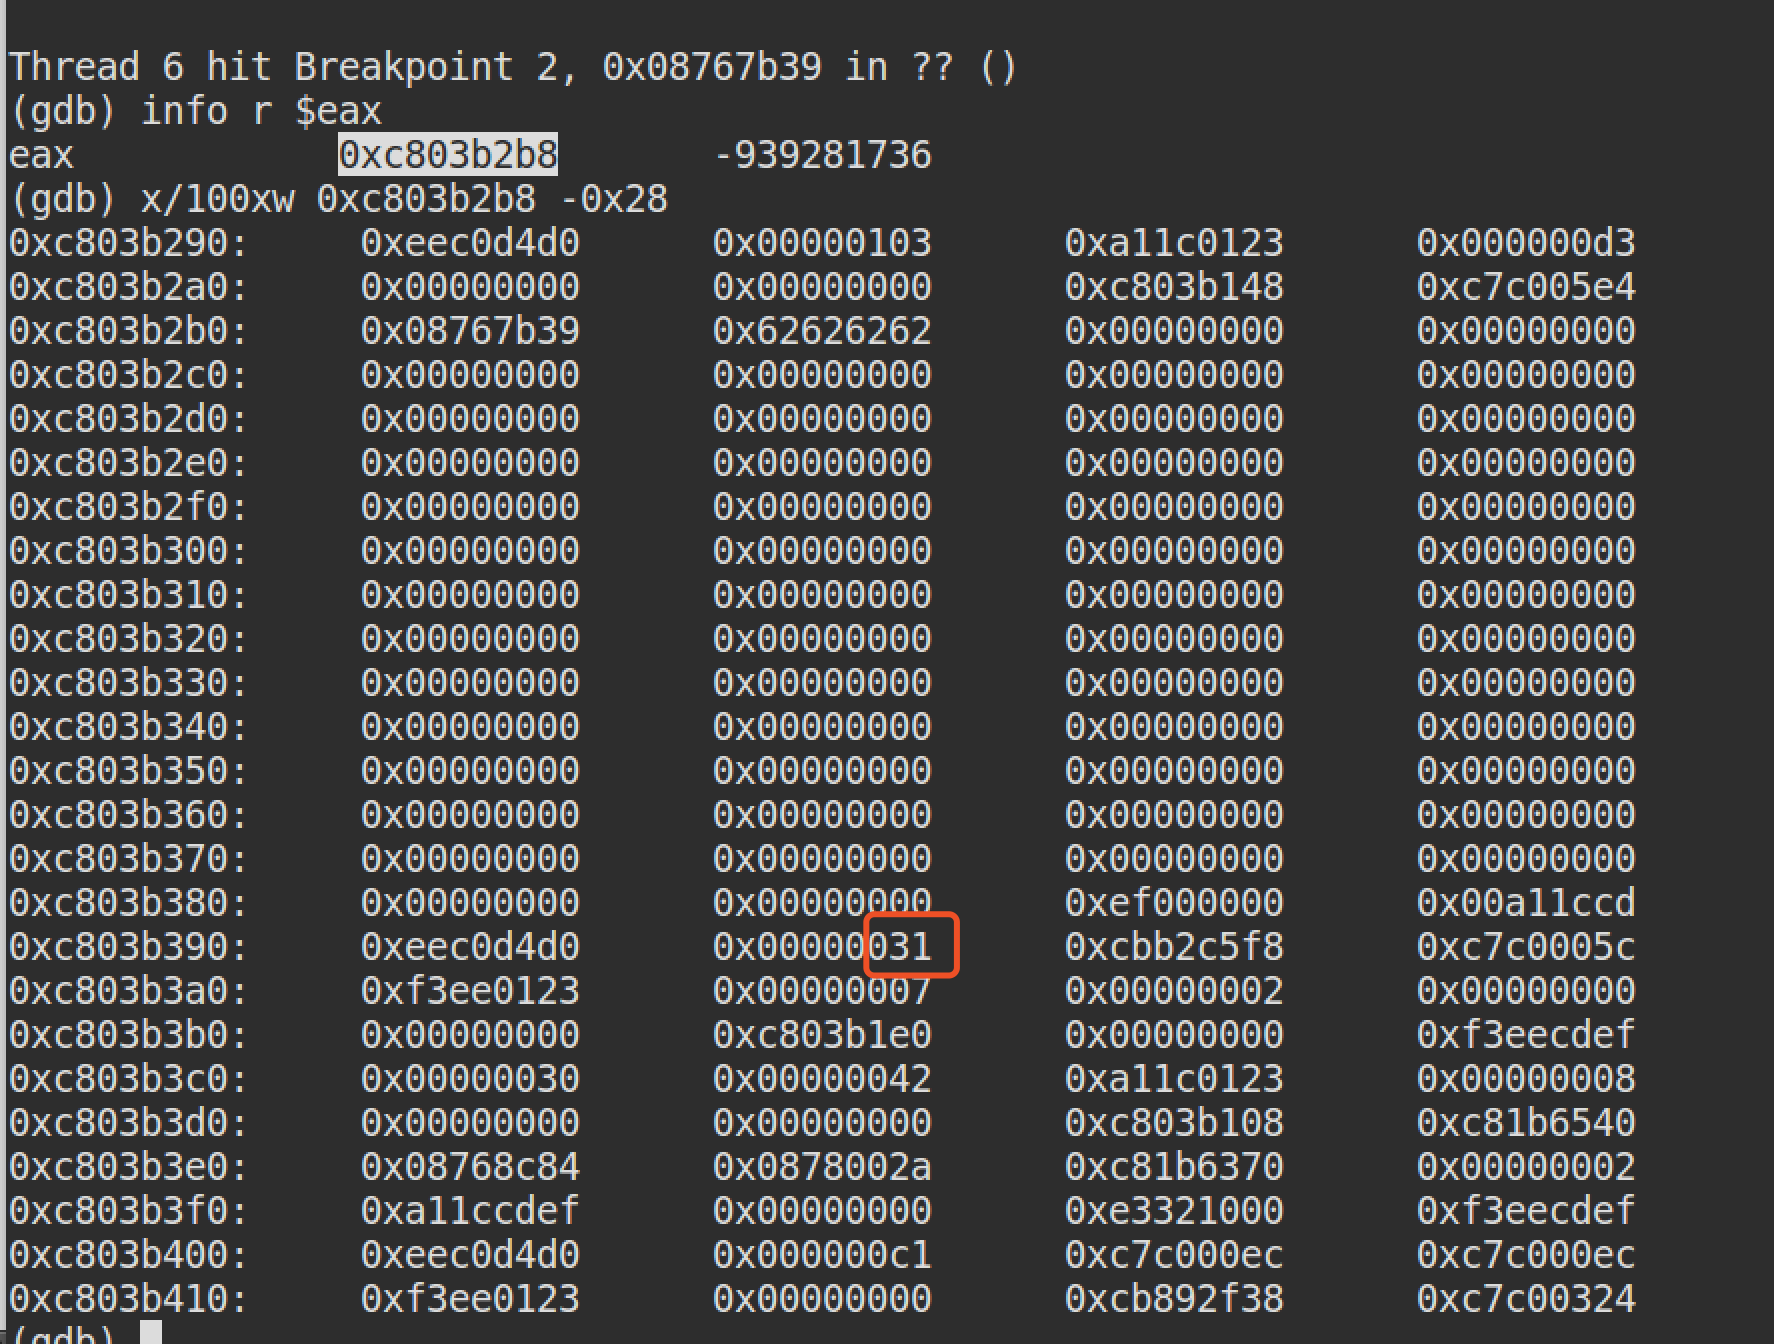 Thread 6 hit Breakpoint 2, 0x08767b39 in ?? ()
(gdb) info r $eax
eax 0xc803b2b8 -939281736
(gdb) x/100xw 0xc803b2b8 -0x28
0xc803b290: 0xeec0d4d0 0x00000103 0xa11c0123 0x000000d3
0xc803b2a0: 0x00000000 0x00000000 0xc803b148 0xc7c005e4
0xc803b2b0: 0x08767b39 0x62626262 0x00000000 0x00000000
0xc803b2c0: 0x00000000 0x00000000 0x00000000 0x00000000
0xc803b2d0: 0x00000000 0x00000000 0x00000000 0x00000000
0xc803b2e0: 0x00000000 0x00000000 0x00000000 0x00000000
0xc803b2f0: 0x00000000 0x00000000 0x00000000 0x00000000
0xc803b300: 0x00000000 0x00000000 0x00000000 0x00000000
0xc803b310: 0x00000000 0x00000000 0x00000000 0x00000000
0xc803b320: 0x00000000 0x00000000 0x00000000 0x00000000
0xc803b330: 0x00000000 0x00000000 0x00000000 0x00000000
0xc803b340: 0x00000000 0x00000000 0x00000000 0x00000000
0xc803b350: 0x00000000 0x00000000 0x00000000 0x00000000
0xc803b360: 0x00000000 0x00000000 0x00000000 0x00000000
0xc803b370: 0x00000000 0x00000000 0x00000000 0x00000000
0xc803b380: 0x00000000 0x00000000 0xef000000 0x00a11ccd
0xc803b390: 0xeec0d4d0 0x00000031 0xcbb2c5f8 0xc7c0005c
0xc803b3a0: 0xf3ee0123 0x00000007 0x00000002 0x00000000
0xc803b3b0: 0x00000000 0xc803b1e0 0x00000000 0xf3eecdef
0xc803b3c0: 0x00000030 0x00000042 0xa11c0123 0x00000008
0xc803b3d0: 0x00000000 0x00000000 0xc803b108 0xc81b6540
0xc803b3e0: 0x08768c84 0x0878002a 0xc81b6370 0x00000002
0xc803b3f0: 0xa11ccdef 0x00000000 0xe3321000 0xf3eecdef
0xc803b400: 0xeec0d4d0 0x000000c1 0xc7c000ec 0xc7c000ec
0xc803b410: 0xf3ee0123 0x00000000 0xcb892f38 0xc7c00324
(gdb)